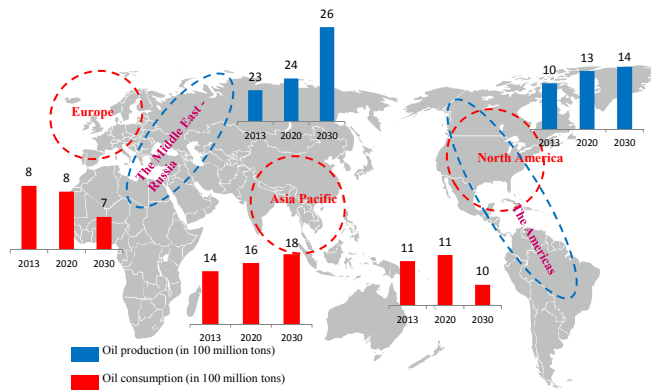 26
24
23
2013 2020 2030
14
13
10
2013 2020 2030
Europe
The Middle East -
Russia
North America
Asia Pacific
The Americas
8
8
7
2013 2020 2030
18
16
14
2013 2020 2030
11
11
10
2013 2020 2030
Oil production (in 100 million tons)
Oil consumption (in 100 million tons)